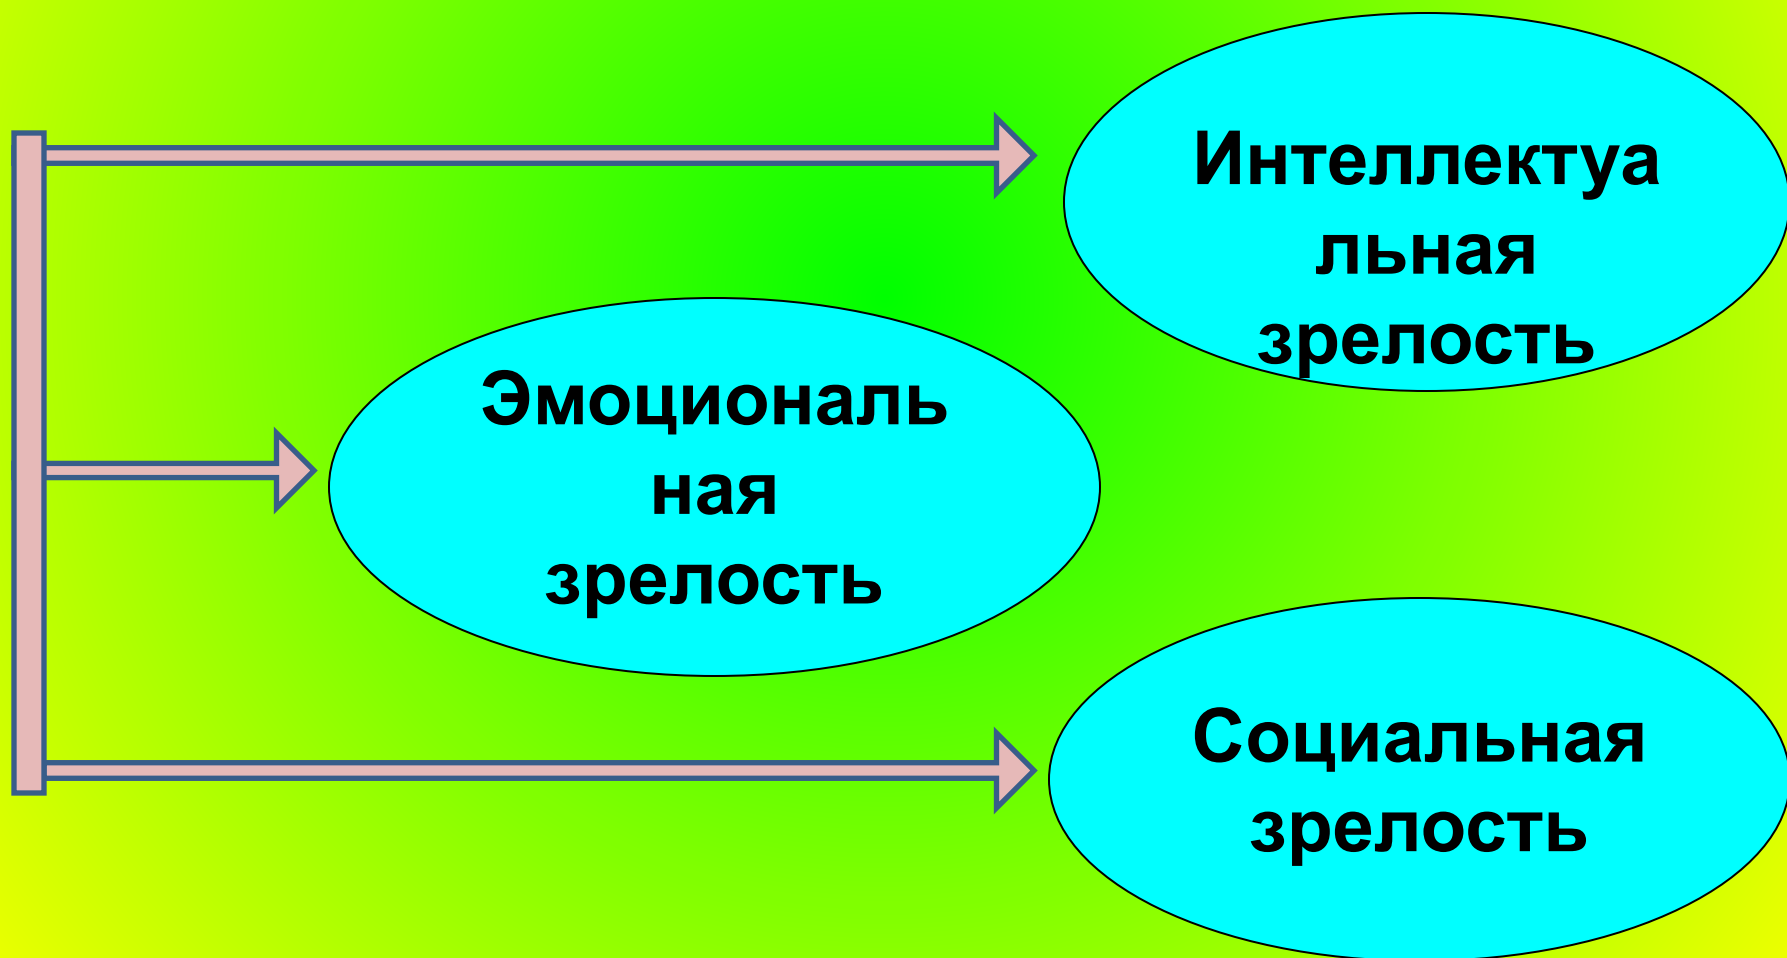 Интеллектуа
льная
зрелость
Эмоциональ
ная
зрелость
Социальная
зрелость